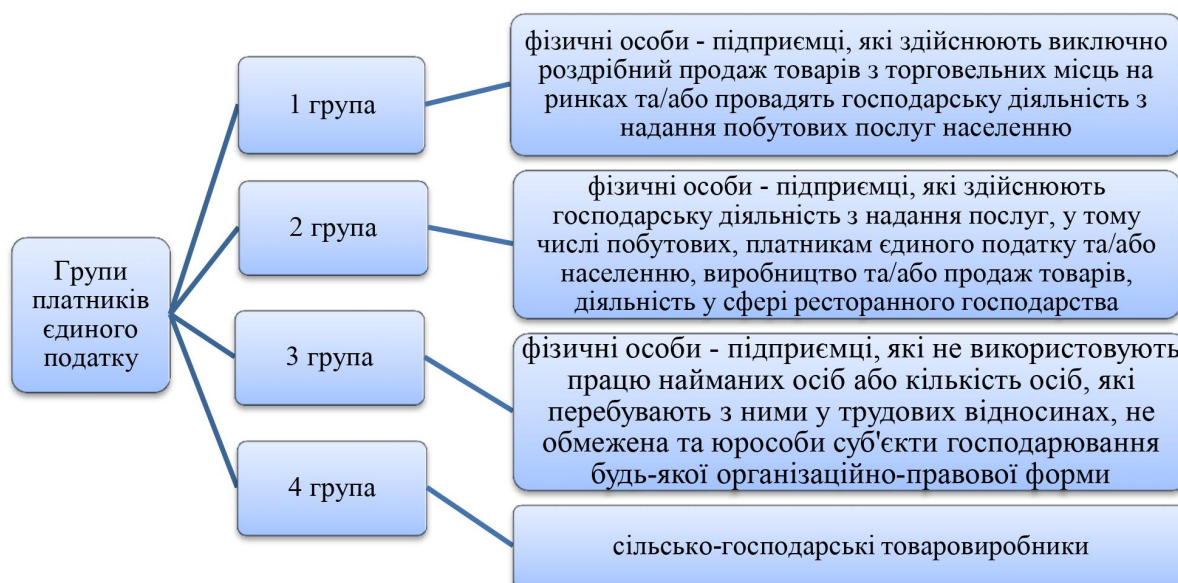 Групи
платників
єдиного
податку
1 група
фізичні особи - підприємці, які здійснюють виключно
роздрібний продаж товарів з торговельних місць на
ринках та/або провадять господарську діяльність з
надання побутових послуг населенню
2 група
фізичні особи - підприємці, які здійснюють
господарську діяльність з надання послуг, у тому
числі побутових, платникам єдиного податку та/або
населенню, виробництво та/або продаж товарів,
діяльність у сфері ресторанного господарства
3 група
фізичні особи - підприємці, які не використовують
працю найманих осіб або кількість осіб, які
перебувають з ними у трудових відносинах, не
обмежена та юрособи суб'єкти господарювання
будь-якої організаційно-правової форми
4 група
сільсько-господарські товаровиробники